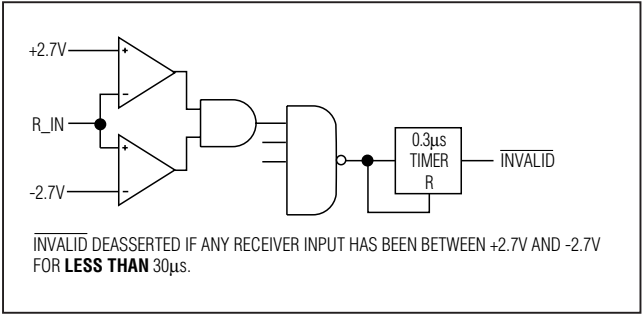 +2.7V
+
-
R_IN
+
-
-2.7V
0.3μs
TIMER
R
INVALID
INVALID DEASSERTED IF ANY RECEIVER INPUT HAS BEEN BETWEEN +2.7V AND -2.7V
FOR LESS THAN 30μs.